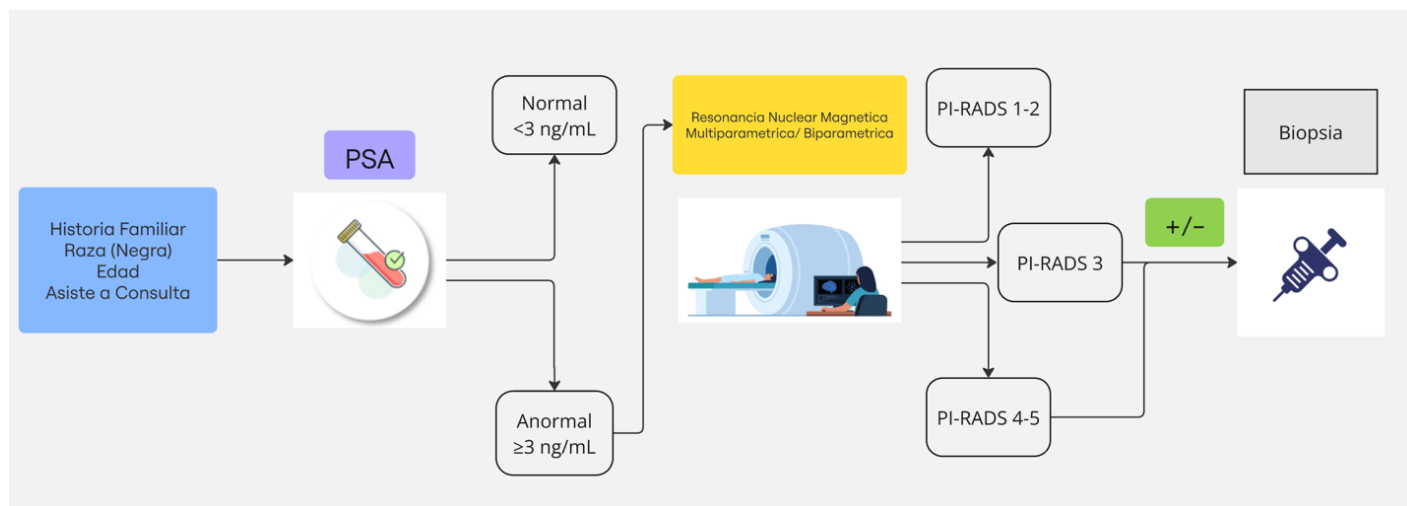 Historia Familiar
Raza (Negra)
Edad
Asiste a Consulta
PSA
Normal
<3 ng/mL
Anormal
≥3 ng/mL
Resonancia Nuclear Magnetica
Multiparametrica/ Biparametrica
PI-RADS 1-2
PI-RADS 3
PI-RADS 4-5
+/-
Biopsia